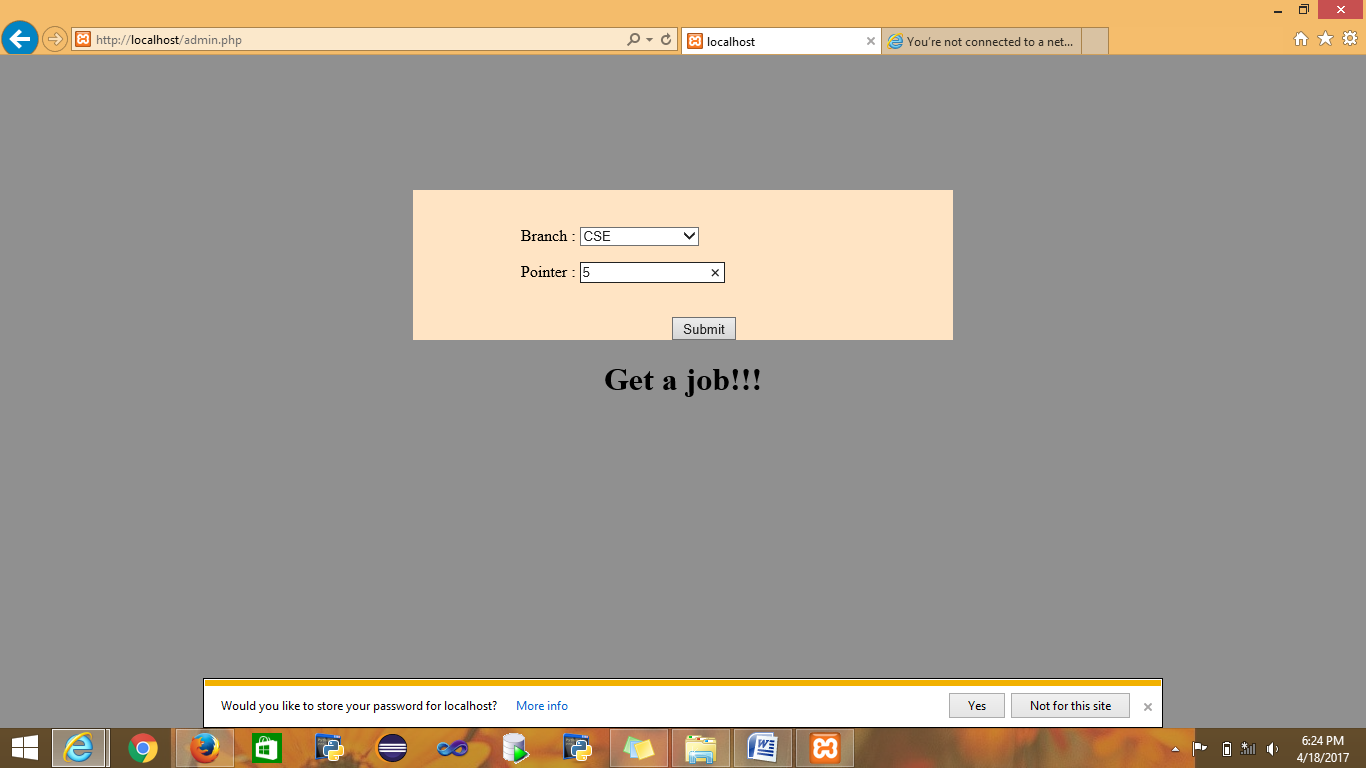 http://localhost/admin.php
localhost
You're not connected to a net...
Branch : CSE
Pointer : 5
Submit
Get a job!!!
Would you like to store your password for localhost? More info Yes Not for this site
6:24 PM
4/18/2017